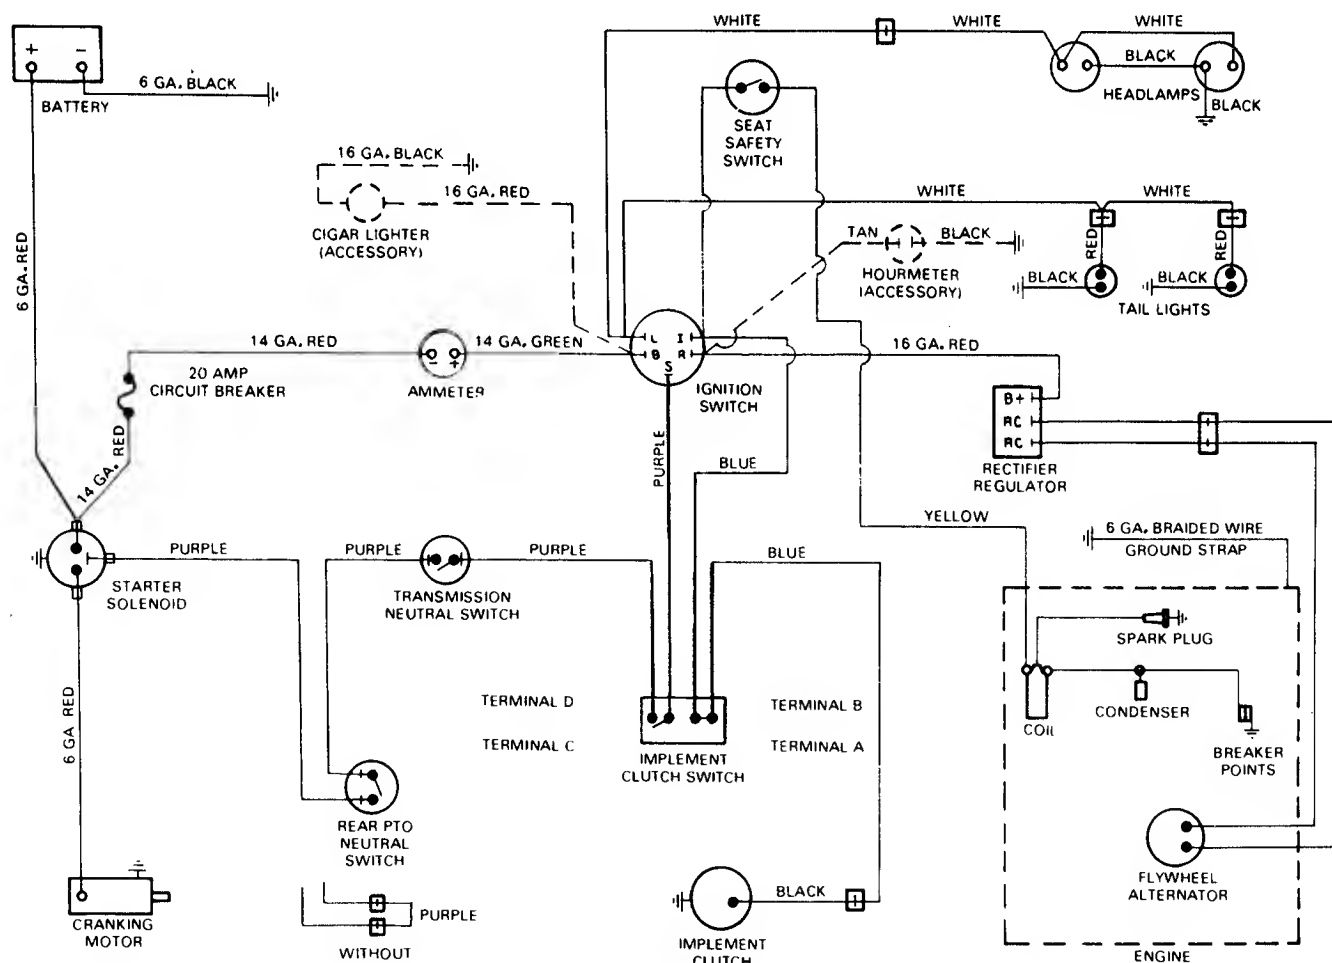 WHITE
WHITE
WHITE
+ −
BATTERY
6 GA. BLACK
BLACK
HEADLAMPS
BLACK
SEAT
SAFETY
SWITCH
16 GA. BLACK
16 GA. RED
CIGAR LIGHTER
(ACCESSORY)
WHITE
WHITE
TAN
BLACK
HOURMETER
(ACCESSORY)
RED
RED
BLACK
BLACK
TAIL LIGHTS
6 GA. RED
14 GA. RED
20 AMP
CIRCUIT BREAKER
− +
AMMETER
14 GA. GREEN
L I
B R
S
IGNITION
SWITCH
16 GA. RED
B+
AC
AC
RECTIFIER
REGULATOR
14 GA. RED
PURPLE
BLUE
YELLOW
6 GA. BRAIDED WIRE
GROUND STRAP
PURPLE
PURPLE
PURPLE
BLUE
STARTER
SOLENOID
TRANSMISSION
NEUTRAL SWITCH
SPARK PLUG
COIL
CONDENSER
BREAKER
POINTS
TERMINAL D
TERMINAL B
TERMINAL C
TERMINAL A
IMPLEMENT
CLUTCH SWITCH
6 GA RED
REAR PTO
NEUTRAL
SWITCH
FLYWHEEL
ALTERNATOR
CRANKING
MOTOR
PURPLE
WITHOUT
BLACK
IMPLEMENT
CLUTCH
ENGINE